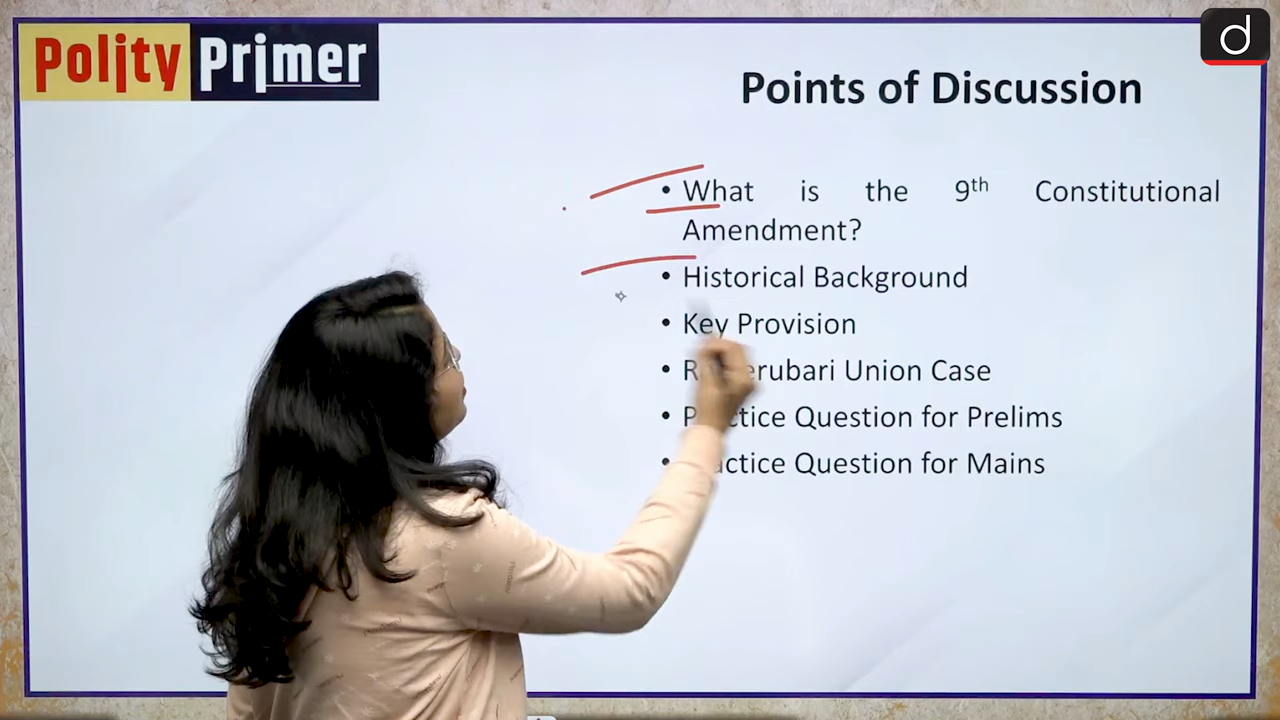 Polity Primer
d
Points of Discussion
• What is the 9th Constitutional
Amendment?
• Historical Background
• Key Provision
• Union Case
• Question for Prelims
• Question for Mains